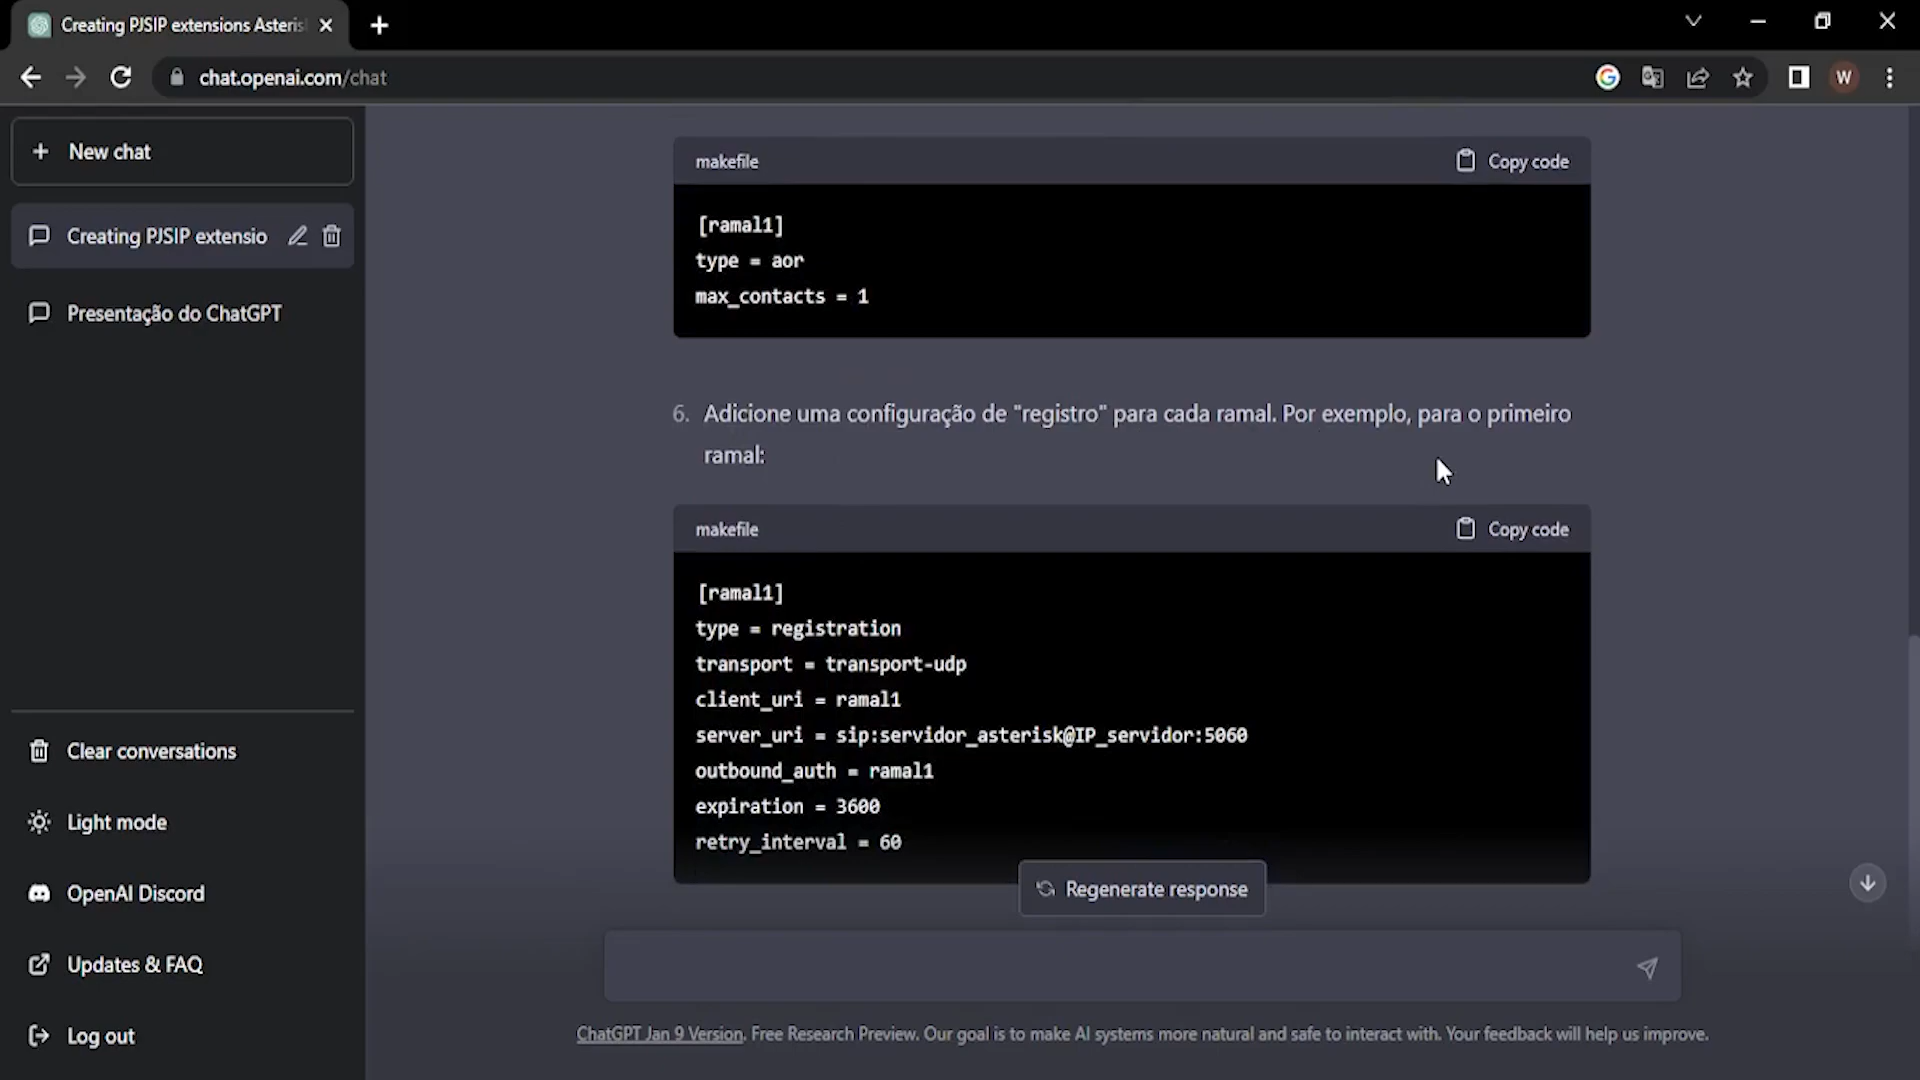 Creating PJSIP extensions Asteris
chat.openai.com/chat
W
New chat
Creating PJSIP extensio
Presentação do ChatGPT
Clear conversations
Light mode
OpenAI Discord
Updates & FAQ
Log out
makefile
Copy code
[ramal1]
type = aor
max_contacts = 1
6. Adicione uma configuração de "registro" para cada ramal. Por exemplo, para o primeiro
ramal:
makefile
Copy code
[ramal1]
type = registration
transport = transport-udp
client_uri = ramal1
server_uri = sip:servidor_asterisk@IP_servidor:5060
outbound_auth = ramal1
expiration = 3600
retry_interval = 60
Regenerate response
ChatGPT Jan 9 Version. Free Research Preview. Our goal is to make AI systems more natural and safe to interact with. Your feedback will help us improve.